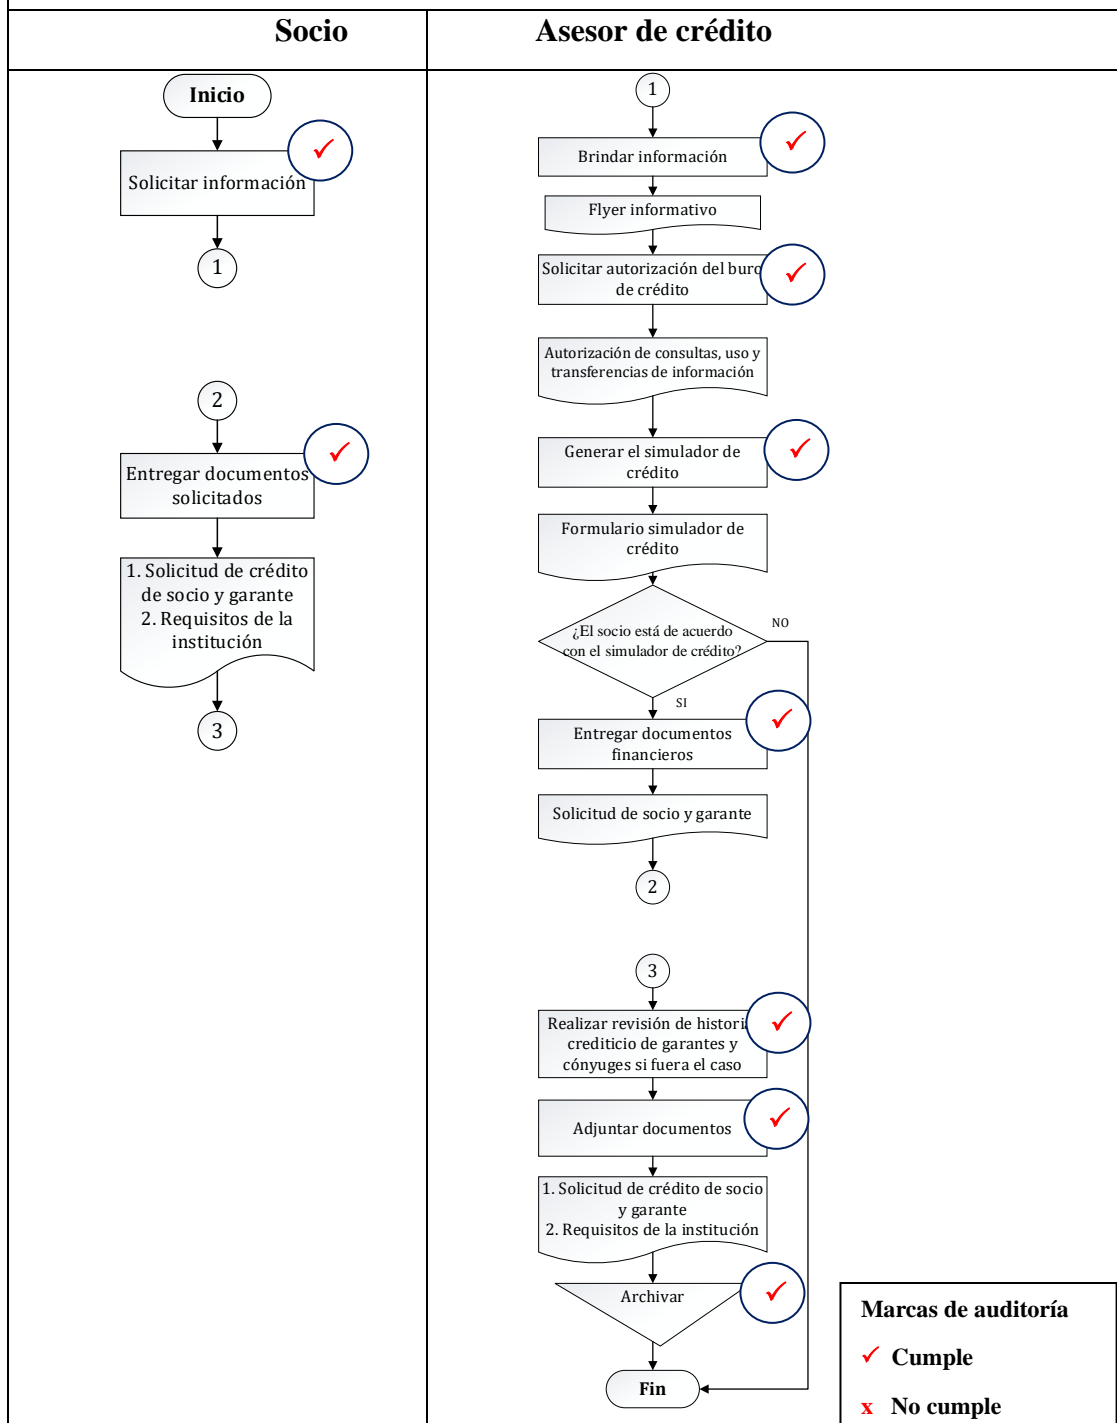 Socio
Asesor de crédito
Inicio
Solicitar información
1
2
Entregar documentos
solicitados
1. Solicitud de crédito
de socio y garante
2. Requisitos de la
institución
3
1
Brindar información
Flyer informativo
Solicitar autorización del buro
de crédito
Autorización de consultas, uso y
transferencias de información
Generar el simulador de
crédito
Formulario simulador de
crédito
¿El socio está de acuerdo
con el simulador de crédito?
NO
SI
Entregar documentos
financieros
Solicitud de socio y garante
2
3
Realizar revisión de historia
crediticio de garantes y
cónyuges si fuera el caso
Adjuntar documentos
1. Solicitud de crédito de socio
y garante
2. Requisitos de la institución
Archivar
Fin
Marcas de auditoría
✓ Cumple
x No cumple